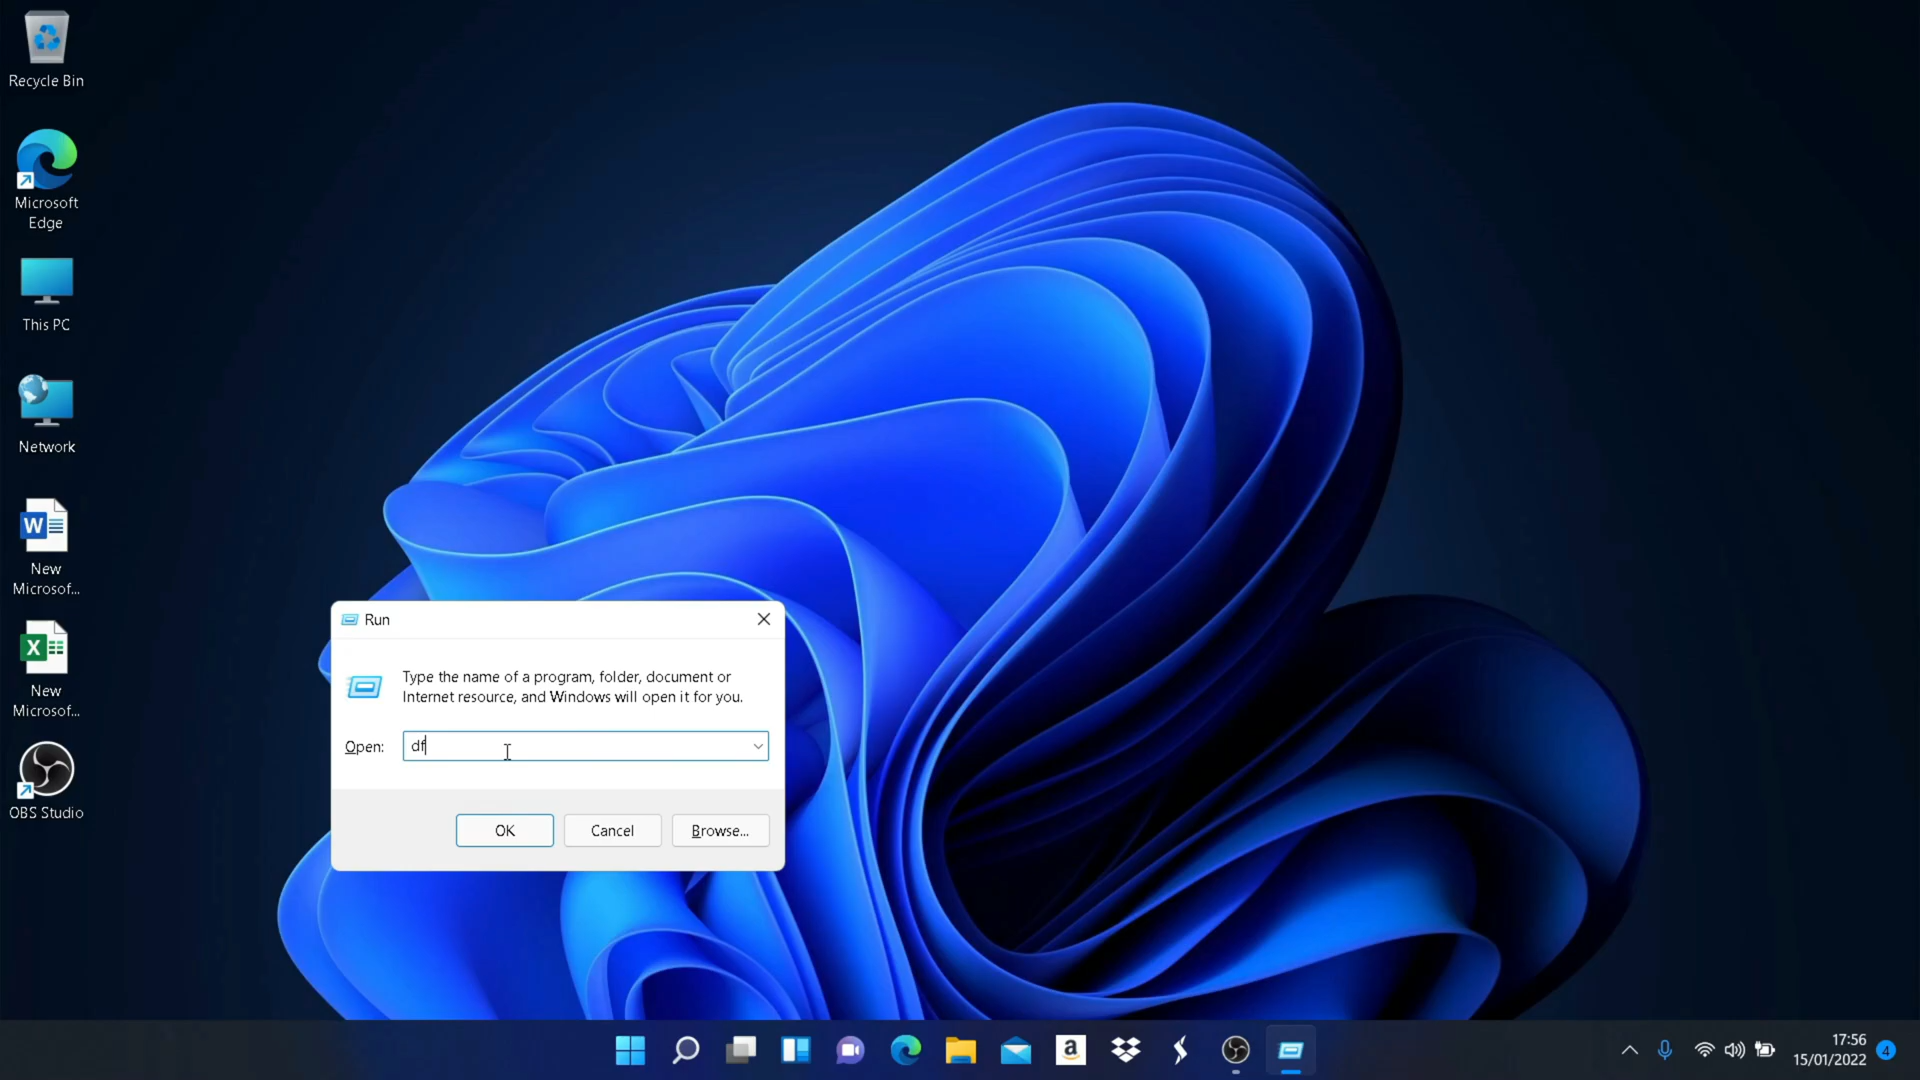 Recycle Bin
Microsoft
Edge
This PC
Network
W
New
Microsof...
X
New
Microsof...
OBS Studio
Run
Type the name of a program, folder, document or
Internet resource, and Windows will open it for you.
Open: df
OK Cancel Browse...
a
17:56
15/01/2022 4